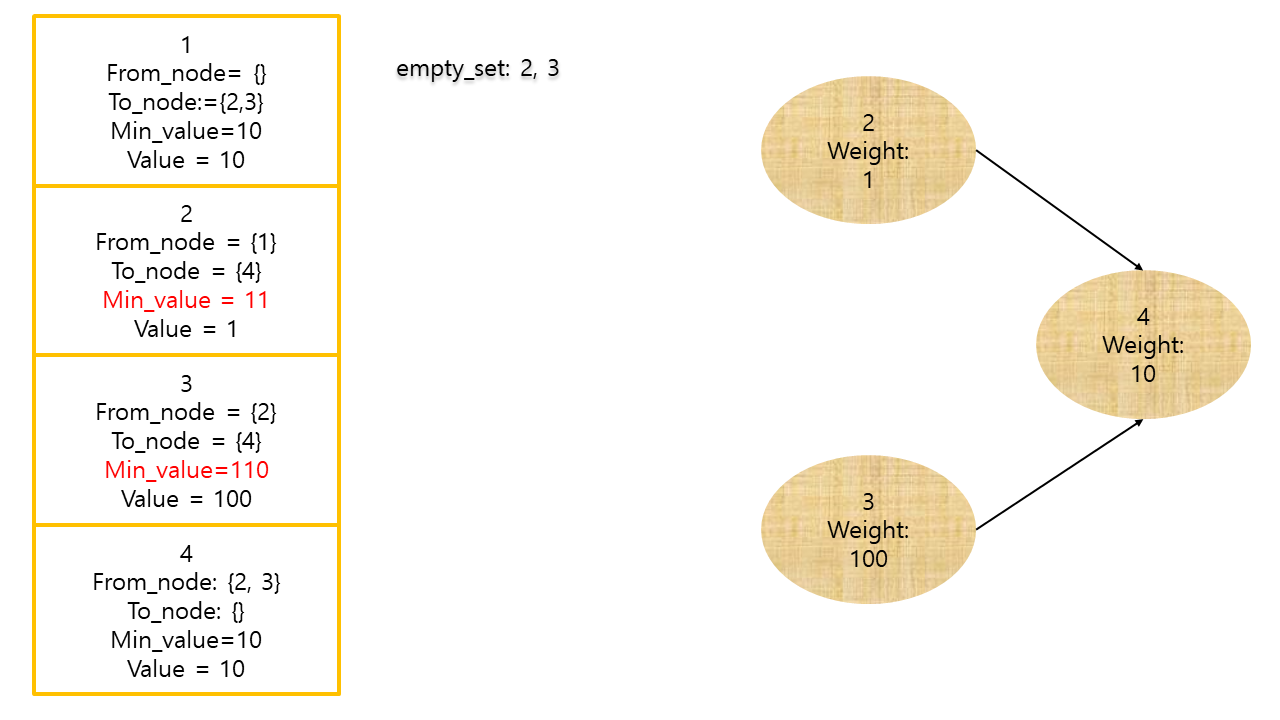 1
From_node= {}
To_node:={2,3}
Min_value=10
Value = 10
2
From_node = {1}
To_node = {4}
Min_value = 11
Value = 1
3
From_node = {2}
To_node = {4}
Min_value=110
Value = 100
4
From_node: {2, 3}
To_node: {}
Min_value=10
Value = 10
empty_set: 2, 3
2
Weight:
1
4
Weight:
10
3
Weight:
100